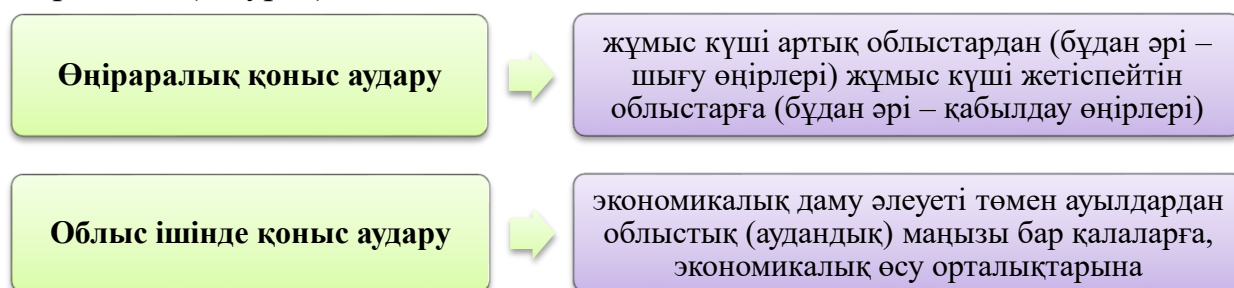 Өңіраралық қоныс аудару
жұмыс күші артық облыстардан (бұдан әрі –
шығу өңірлері) жұмыс күші жетіспейтін
облыстарға (бұдан әрі – қабылдау өңірлері)
Облыс ішінде қоныс аудару
экономикалық даму әлеуеті төмен ауылдардан
облыстық (аудандық) маңызы бар қалаларға,
экономикалық өсу орталықтарына